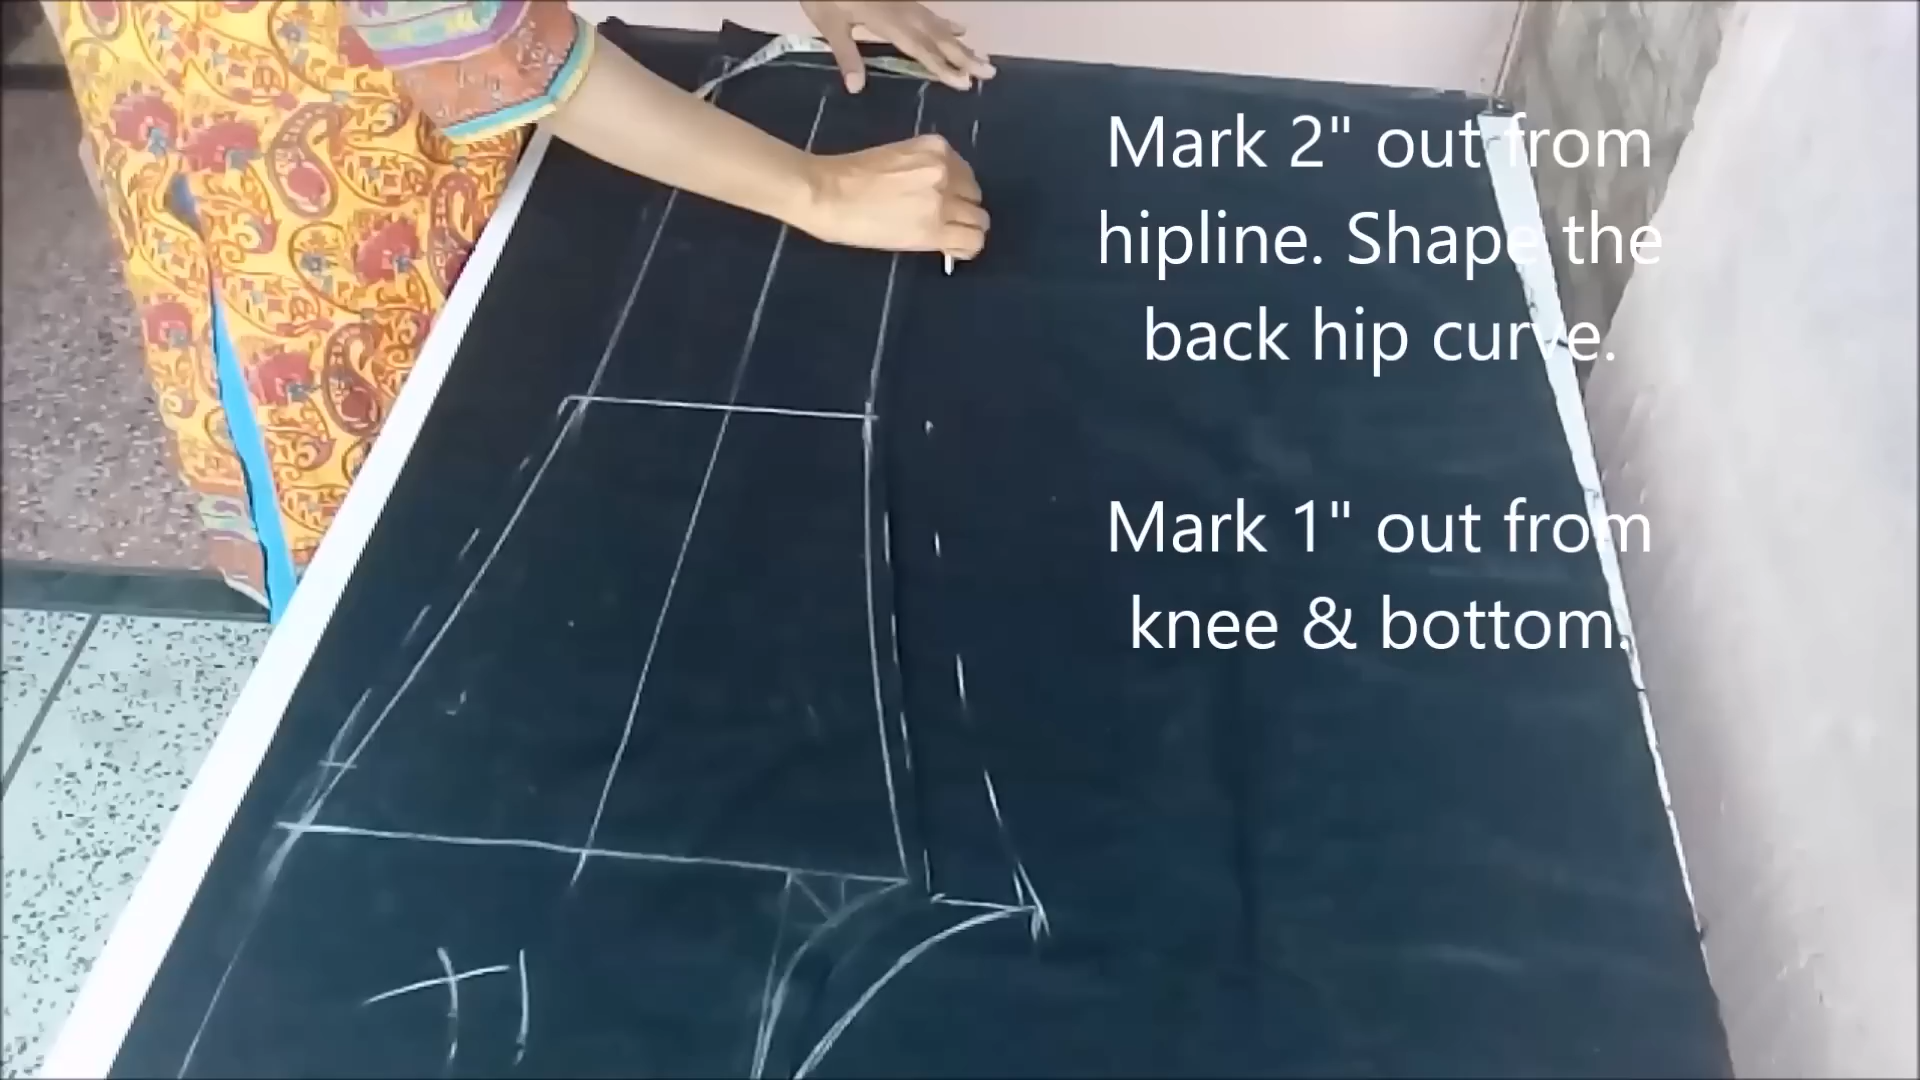 Mark 2" out from
hipline. Shape the
back hip curve.
Mark 1" out from
knee & bottom.